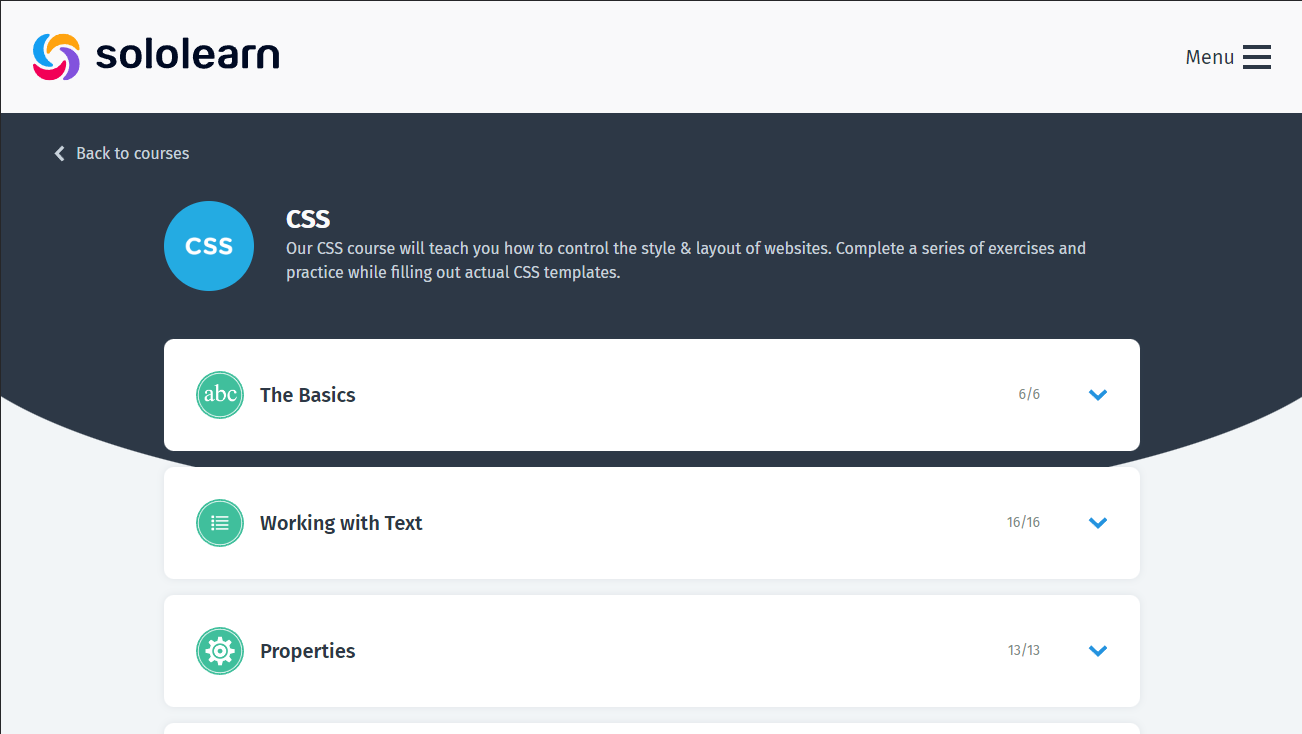 sololearn
Menu
Back to courses
CSS
CSS
Our CSS course will teach you how to control the style & layout of websites. Complete a series of exercises and
practice while filling out actual CSS templates.
abc
The Basics
6/6
Working with Text
16/16
Properties
13/13